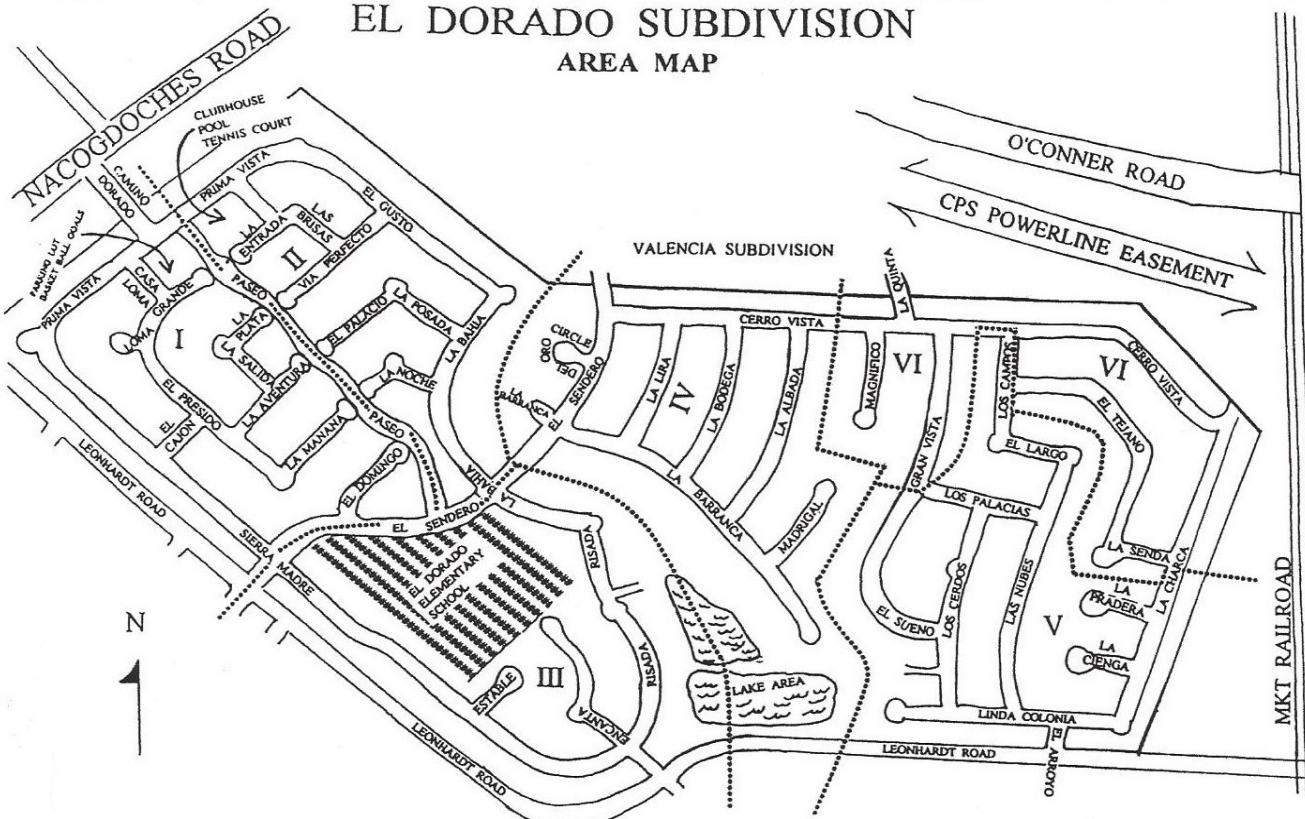 EL DORADO SUBDIVISION
AREA MAP
NACOGDOCHES ROAD
CLUBHOUSE
POOL
TENNIS COURT
O'CONNER ROAD
CPS POWERLINE EASEMENT
VALENCIA SUBDIVISION
CAMINO
DORADO
PRIMA VISTA
EL GUSTO
LA
ENTRADA
LAS
BRISAS
II
VIA PERFECTO
PARKING LOT
BASKET BALL GOALS
PRIMA VISTA
CASA
LOMA
LOMA GRANDE
PASEO
I
LA
PLATA
LA SALIDA
LA AVENTURA
EL PALACIO
LA POSADA
LA BAHIA
LA NOCHE
EL PRESIDO
EL
CAJON
LA MANANA
PASEO
EL DOMINGO
LA BAHIA
LEONHARDT ROAD
SIERRA
MADRE
EL SENDERO
EL DORADO
ELEMENTARY
SCHOOL
ORO
CIRCLE
DEL
LA
BARRANCA
EL SENDERO
LA LIRA
IV
LA BODEGA
LA ALBADA
CERRO VISTA
LA QUINTA
MAGNIFICO
VI
GRAN VISTA
LOS CAMPOS
VI
CERRO VISTA
EL TEJANO
EL LARGO
LA BARRANCA
MADRIGAL
LOS PALACIAS
LA SENDA
LA CHARCA
LA
PRADERA
LA
CIENGA
V
LAS NUBES
LOS CERDOS
EL SUENO
RISADA
RISADA
III
ESTABLE
ENCANTA
LAKE AREA
LINDA COLONIA
EL ARROYO
LEONHARDT ROAD
LEONHARDT ROAD
MKT RAILROAD
N